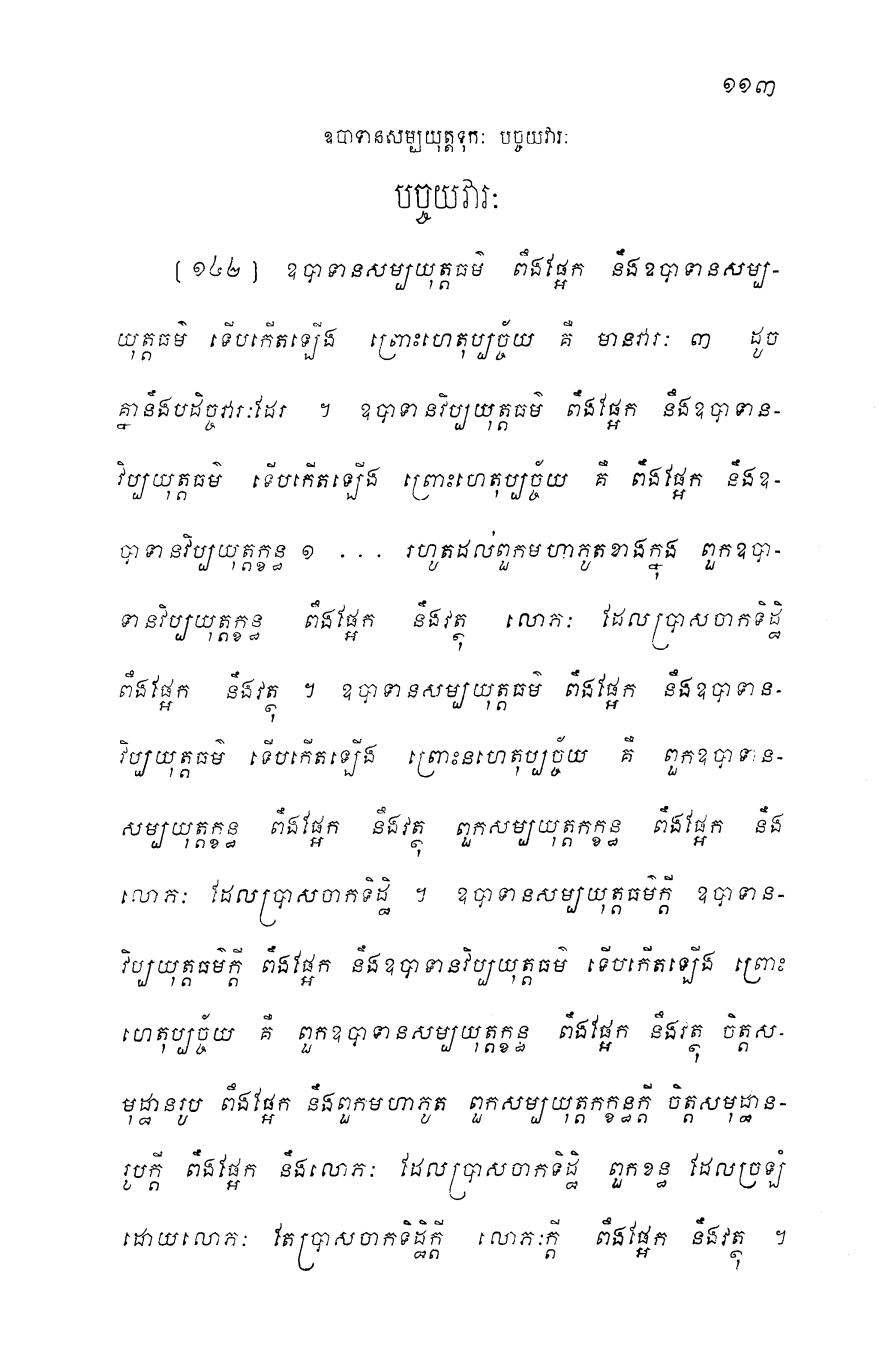 ១១៣
ឧបាទានសម្បយុត្តទុកៈ បច្ចយវារៈ
បច្ចយវារៈ
[ ១៤២ ] ឧបាទានសម្បយុត្តធម៌ ពឹងផ្អែក នឹងឧបាទានសម្ប-
យុត្តធម៌ ទើបកើតឡើង ព្រោះហេតុប្បច្ច័យ គឺ មានវារៈ ៣ ដូច
គ្នានឹងបដិច្ចវារៈដែរ ។ ឧបាទានវិប្បយុត្តធម៌ ពឹងផ្អែក នឹងឧបាទាន-
វិប្បយុត្តធម៌ ទើបកើតឡើង ព្រោះហេតុប្បច្ច័យ គឺ ពឹងផ្អែក នឹងឧ-
បាទានវិប្បយុត្តក្ខន្ធ ១ ... រហូតដល់ពួកមហាភូតខាងក្នុង ពួកឧបា-
ទានវិប្បយុត្តក្ខន្ធ ពឹងផ្អែក នឹងវត្ថុ លោភៈ ដែលប្រាសចាកទិដ្ឋិ
ពឹងផ្អែក នឹងវត្ថុ ។ ឧបាទានសម្បយុត្តធម៌ ពឹងផ្អែក នឹងឧបាទាន-
វិប្បយុត្តធម៌ ទើបកើតឡើង ព្រោះនហេតុប្បច្ច័យ គឺ ពួកឧបាទាន-
សម្បយុត្តក្ខន្ធ ពឹងផ្អែក នឹងវត្ថុ ពួកសម្បយុត្តកក្ខន្ធ ពឹងផ្អែក នឹង
លោភៈ ដែលប្រាសចាកទិដ្ឋិ ។ ឧបាទានសម្បយុត្តធម៌ក្តី ឧបាទាន-
វិប្បយុត្តធម៌ក្តី ពឹងផ្អែក នឹងឧបាទានវិប្បយុត្តធម៌ ទើបកើតឡើង ព្រោះ
ហេតុប្បច្ច័យ គឺ ពួកឧបាទានសម្បយុត្តក្ខន្ធ ពឹងផ្អែក នឹងវត្ថុ ចិត្តស-
មុដ្ឋានរូប ពឹងផ្អែក នឹងពួកមហាភូត ពួកសម្បយុត្តកក្ខន្ធក្តី ចិត្តសមុដ្ឋាន-
រូបក្តី ពឹងផ្អែក នឹងលោភៈ ដែលប្រាសចាកទិដ្ឋិ ពួកខន្ធ ដែលច្រឡំ
ដោយលោភៈ តែប្រាសចាកទិដ្ឋិក្តី លោភៈក្តី ពឹងផ្អែក នឹងវត្ថុ ។